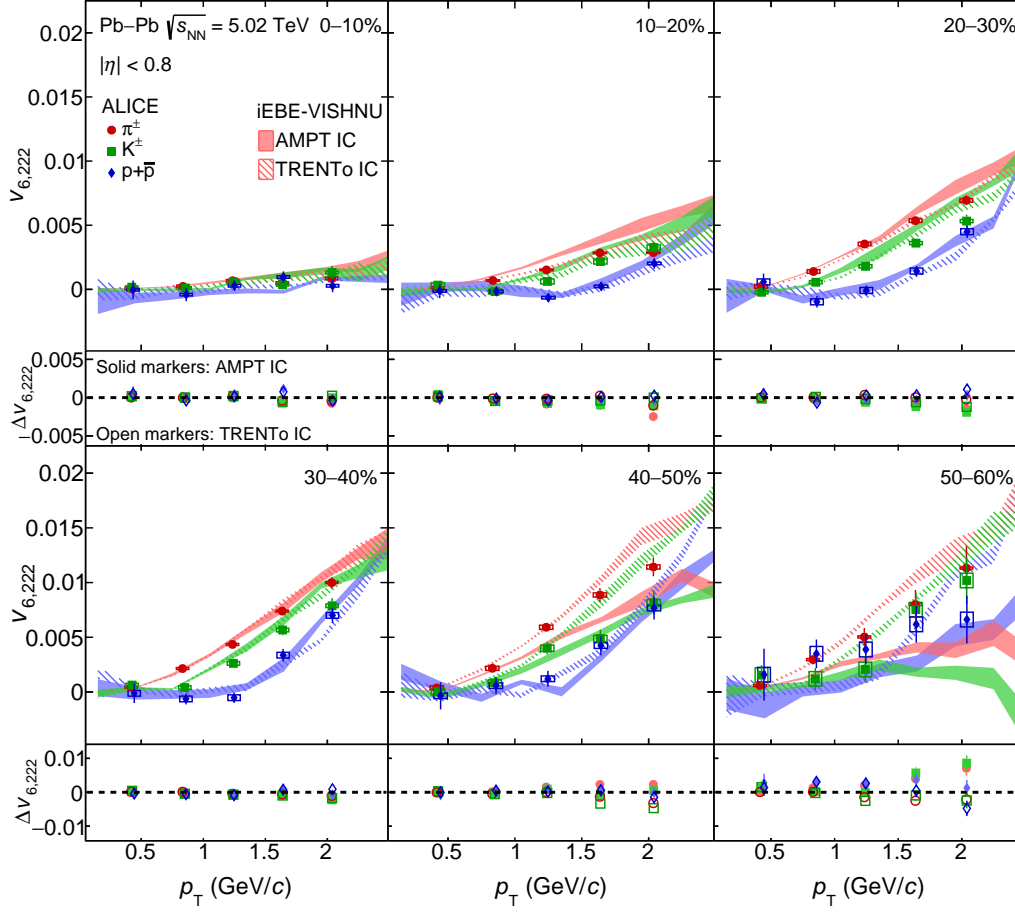 Pb–Pb √s_NN = 5.02 TeV 0–10%
|η| < 0.8
ALICE
π±
K±
p+p̅
iEBE-VISHNU
AMPT IC
TRENTo IC
10–20%
20–30%
v6,222
0.02
0.015
0.01
0.005
0
Solid markers: AMPT IC
Open markers: TRENTo IC
Δv6,222
0.005
0
−0.005
30–40%
40–50%
50–60%
v6,222
0.02
0.015
0.01
0.005
0
Δv6,222
0.01
0
−0.01
0.5 1 1.5 2
0.5 1 1.5 2
0.5 1 1.5 2
pT (GeV/c)
pT (GeV/c)
pT (GeV/c)